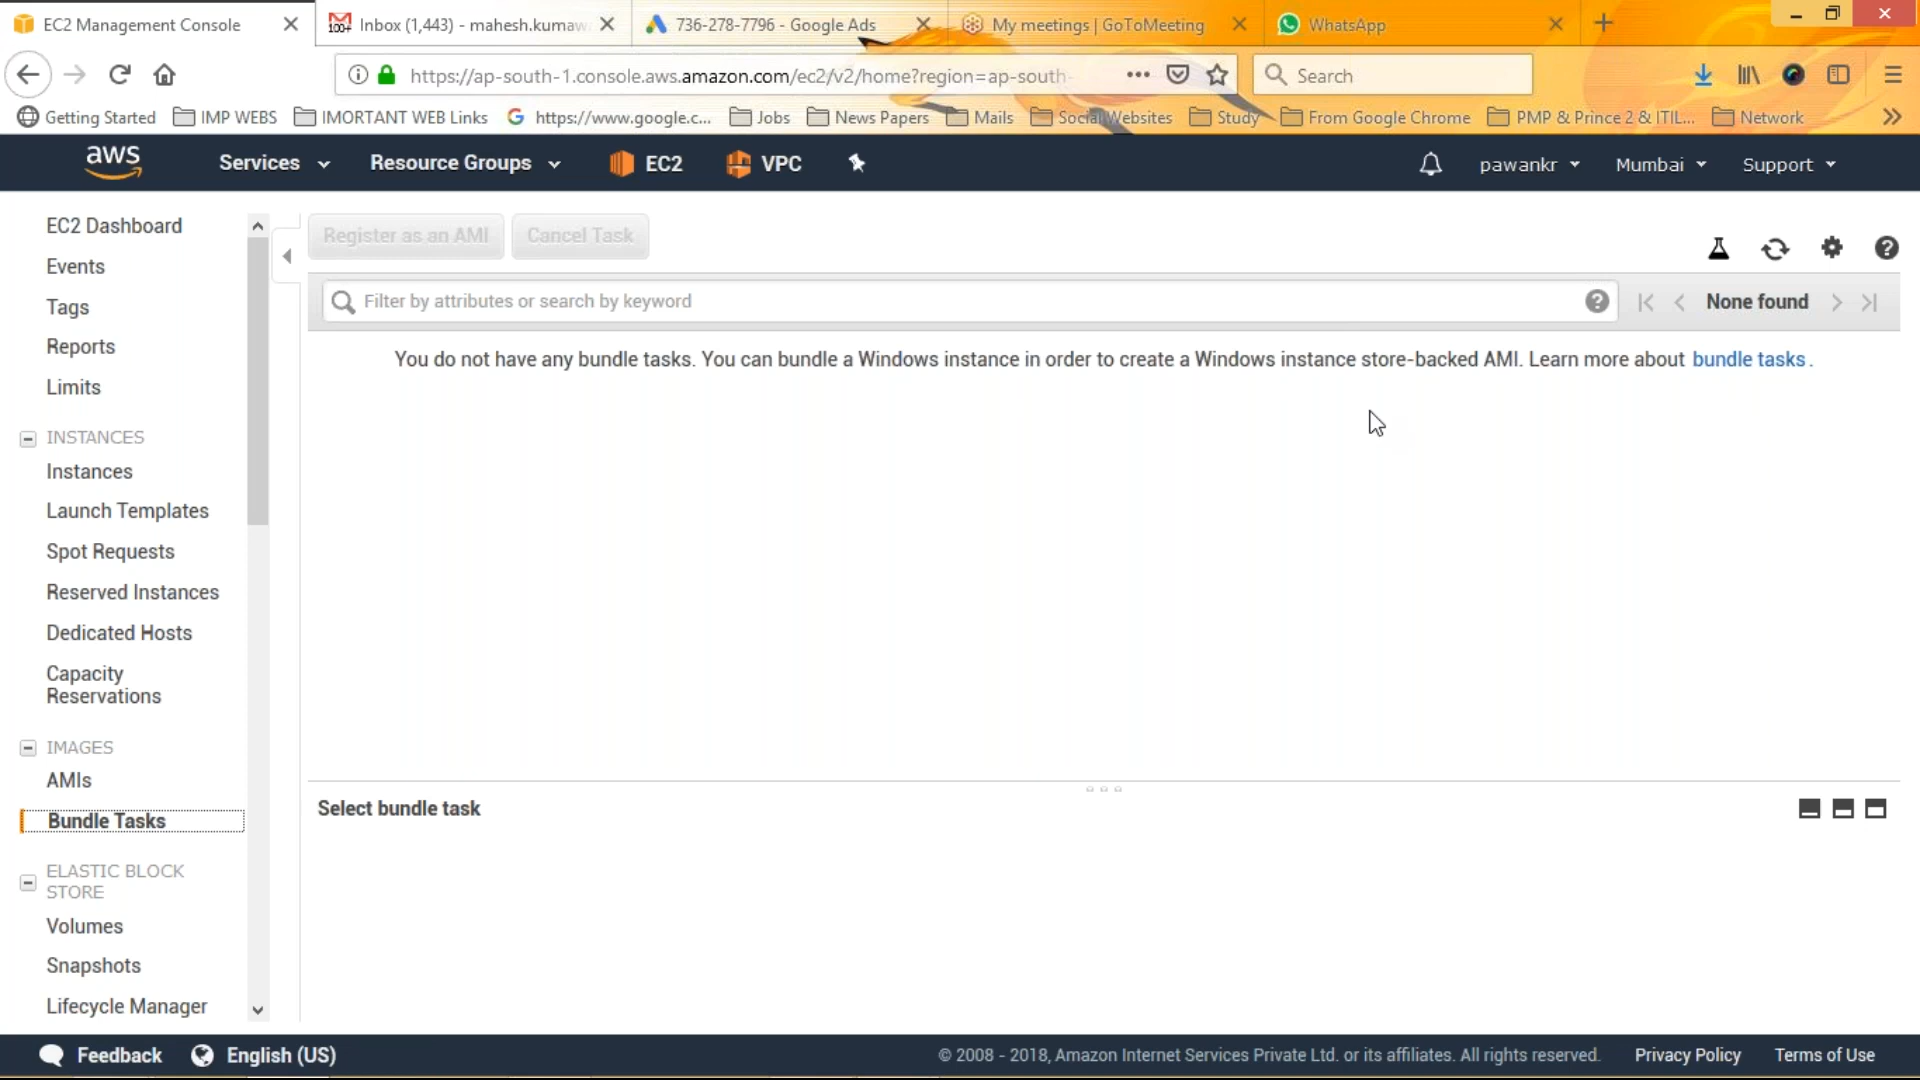 EC2 Management Console
Inbox (1,443) - mahesh.kumaw
736-278-7796 - Google Ads
My meetings | GoToMeeting
WhatsApp
https://ap-south-1.console.aws.amazon.com/ec2/v2/home?region=ap-south-
Search
Getting Started
IMP WEBS
IMORTANT WEB Links
https://www.google.c...
Jobs
News Papers
Mails
Social Websites
Study
From Google Chrome
PMP & Prince 2 & ITIL...
Network
aws
Services
Resource Groups
EC2
VPC
pawankr
Mumbai
Support
EC2 Dashboard
Events
Tags
Reports
Limits
INSTANCES
Instances
Launch Templates
Spot Requests
Reserved Instances
Dedicated Hosts
Capacity
Reservations
IMAGES
AMIs
Bundle Tasks
ELASTIC BLOCK
STORE
Volumes
Snapshots
Lifecycle Manager
Register as an AMI
Cancel Task
Filter by attributes or search by keyword
None found
You do not have any bundle tasks. You can bundle a Windows instance in order to create a Windows instance store-backed AMI. Learn more about bundle tasks.
Select bundle task
Feedback
English (US)
© 2008 - 2018, Amazon Internet Services Private Ltd. or its affiliates. All rights reserved.
Privacy Policy
Terms of Use